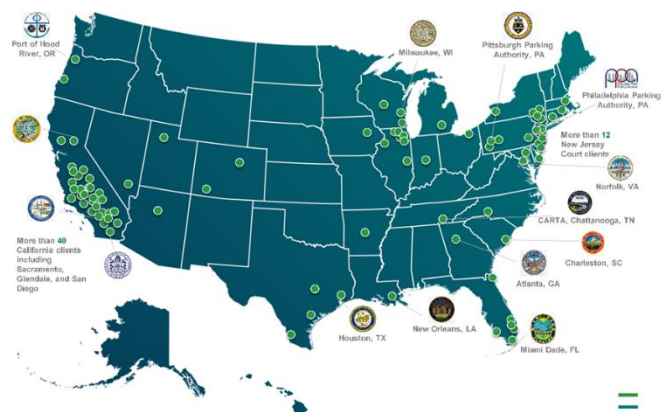 Port of Hood
River, OR
Milwaukee, WI
Pittsburgh Parking
Authority, PA
Philadelphia Parking
Authority, PA
More than 12
New Jersey
Court clients
Norfolk, VA
CARTA, Chattanooga, TN
Charleston, SC
Atlanta, GA
More than 40
California clients
including
Sacramento,
Glendale, and San
Diego
Houston, TX
New Orleans, LA
Miami Dade, FL